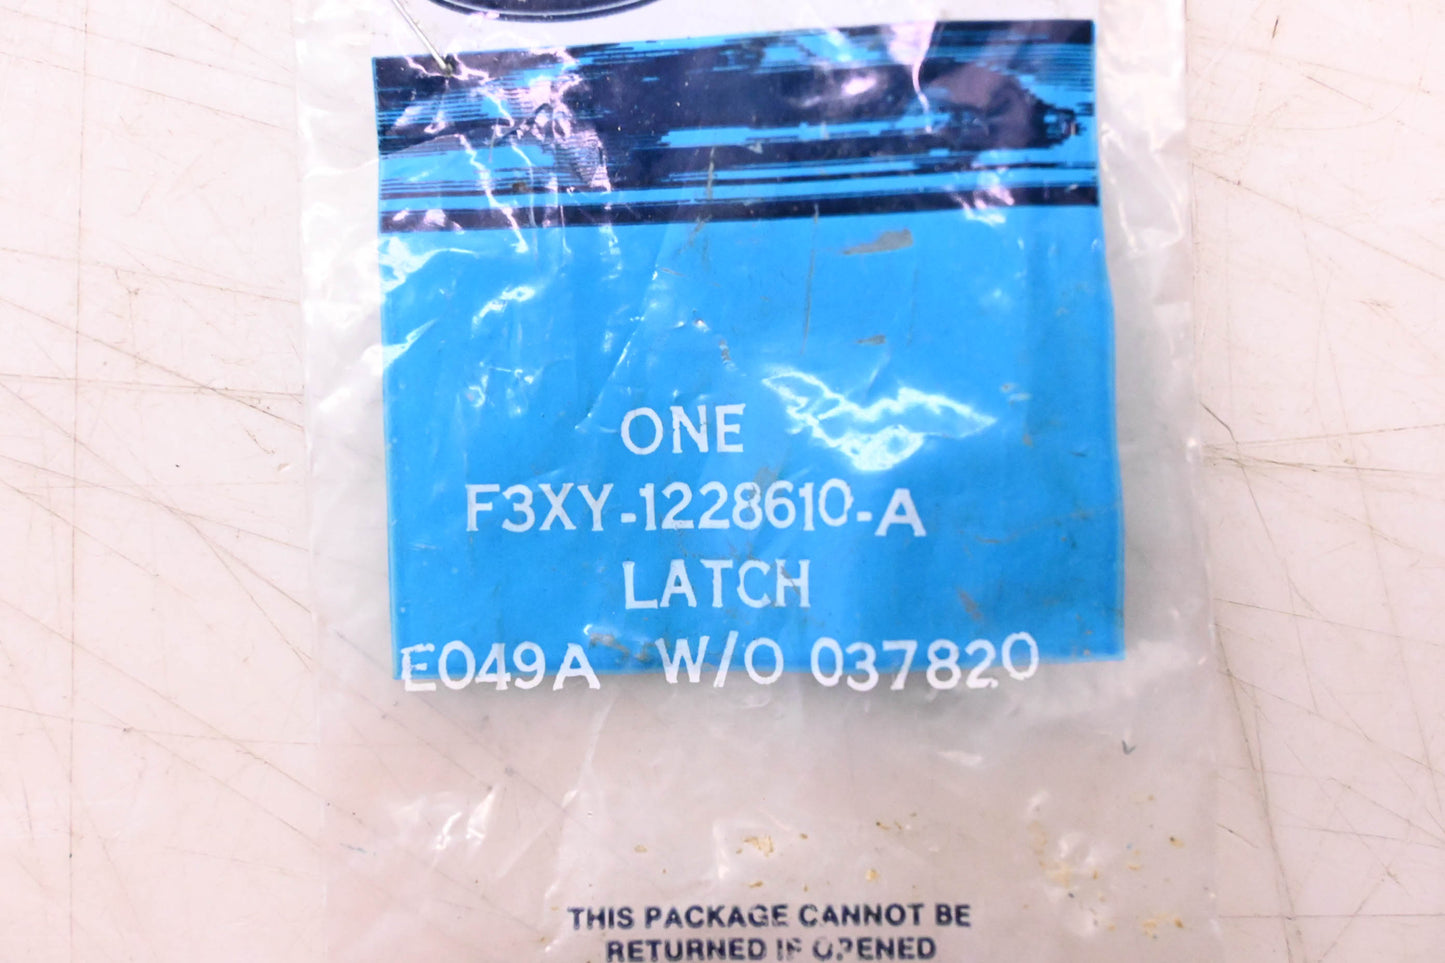 ONE
F3XY-1228610-A
LATCH
E049A W/O 037820
THIS PACKAGE CANNOT BE
RETURNED IF OPENED